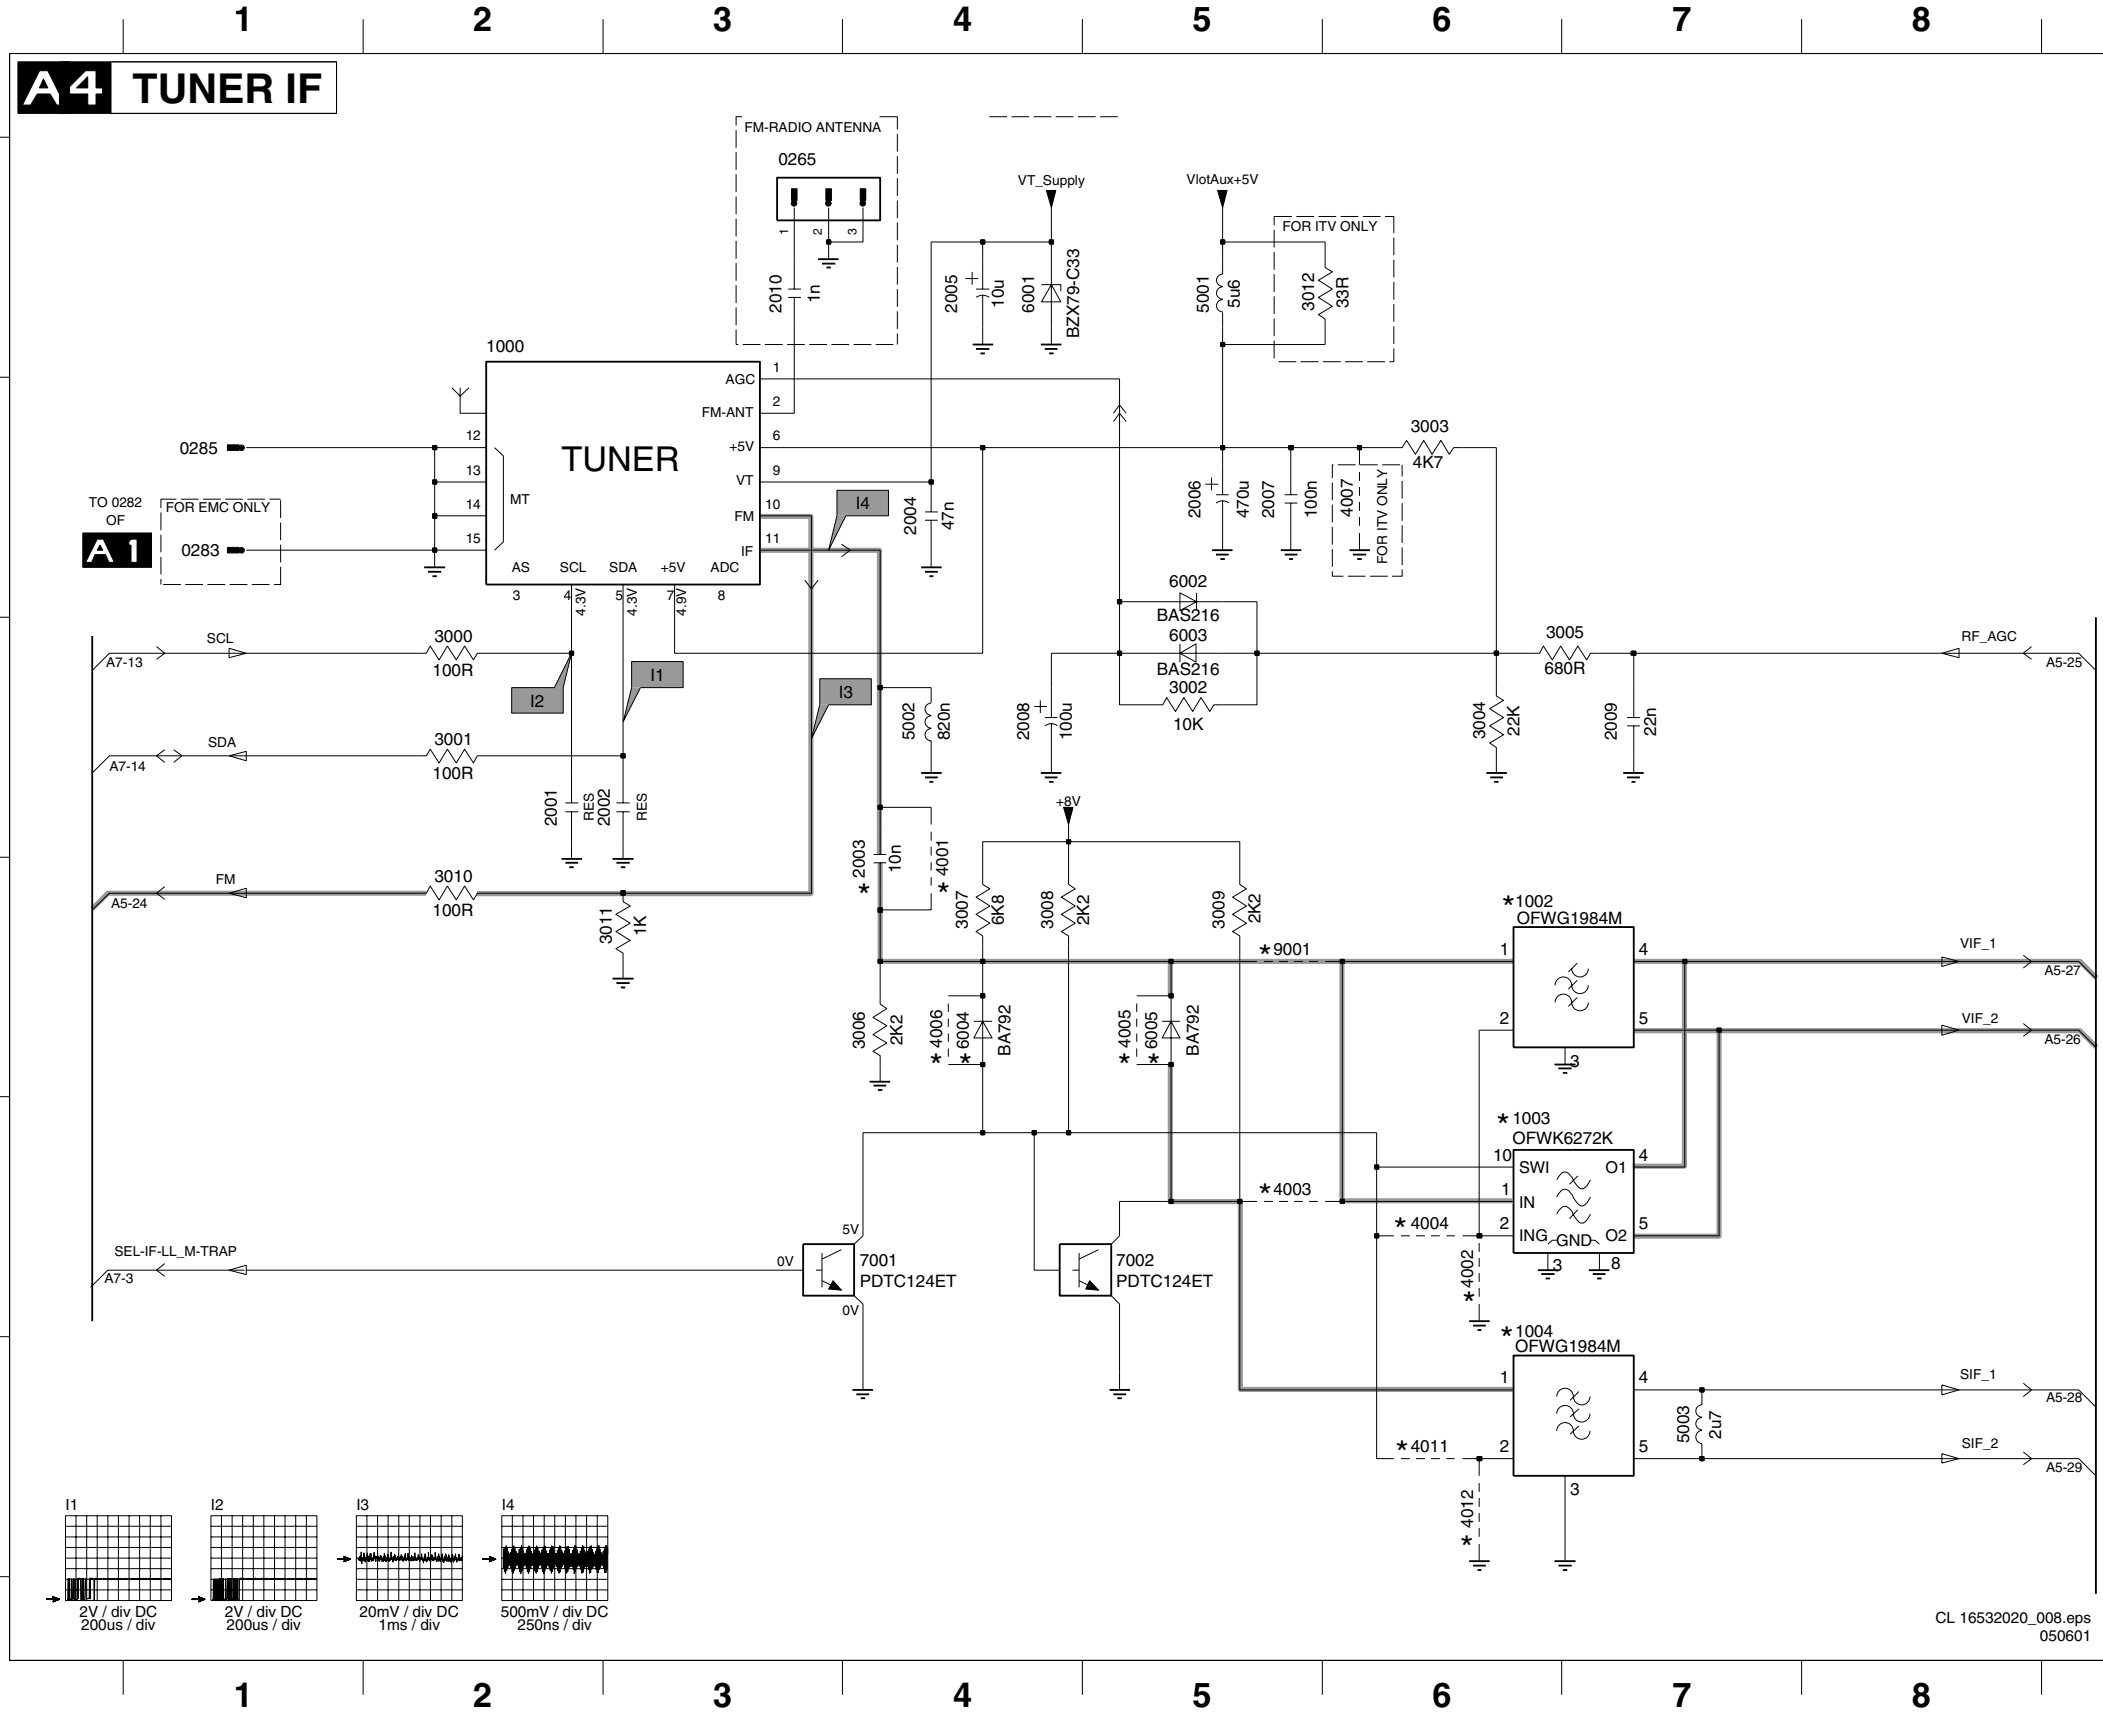 1 2 3 4 5 6 7 8
A4 TUNER IF
FM-RADIO ANTENNA
0265
1 2 3
2010 1n
VT_Supply
VlotAux+5V
FOR ITV ONLY
2005 + 10u
6001 BZX79-C33
5001 5u6
3012 33R
1000
TUNER
AGC 1
FM-ANT 2
+5V 6
VT 9
FM 10
IF 11
12
13
14
15
MT
AS SCL SDA +5V ADC
3 4 5 7 8
4.3V 4.3V 4.9V
0285
TO 0282
OF
A 1
FOR EMC ONLY
0283
I4
2004 47n
2006 + 470u
2007 100n
4007
FOR ITV ONLY
3003
4K7
6002
BAS216
6003
BAS216
3002
10K
3005
680R
RF_AGC
A5-25
SCL
A7-13
3000
100R
I2
I1
I3
5002 820n
2008 + 100u
3004 22K
2009 22n
SDA
A7-14
3001
100R
2001 RES
2002 RES
+8V
*2003 10n
*4001
FM
A5-24
3010
100R
3011 1K
3007 6K8
3008 2K2
3009 2K2
*9001
*1002
OFWG1984M
1 4
2 5
3
VIF_1
A5-27
VIF_2
A5-26
3006 2K2
*4006
*6004
BA792
*4005
*6005
BA792
*1003
OFWK6272K
10 SWI O1 4
1 IN
2 ING GND O2 5
3 8
*4003
*4004
*4002
SEL-IF-LL_M-TRAP
A7-3
5V
0V
0V
7001
PDTC124ET
7002
PDTC124ET
*1004
OFWG1984M
1 4
2 5
3
*4011
*4012
5003 2u7
SIF_1
A5-28
SIF_2
A5-29
I1 I2 I3 I4
2V / div DC 2V / div DC 20mV / div DC 500mV / div DC
200us / div 200us / div 1ms / div 250ns / div
CL 16532020_008.eps
050601
1 2 3 4 5 6 7 8